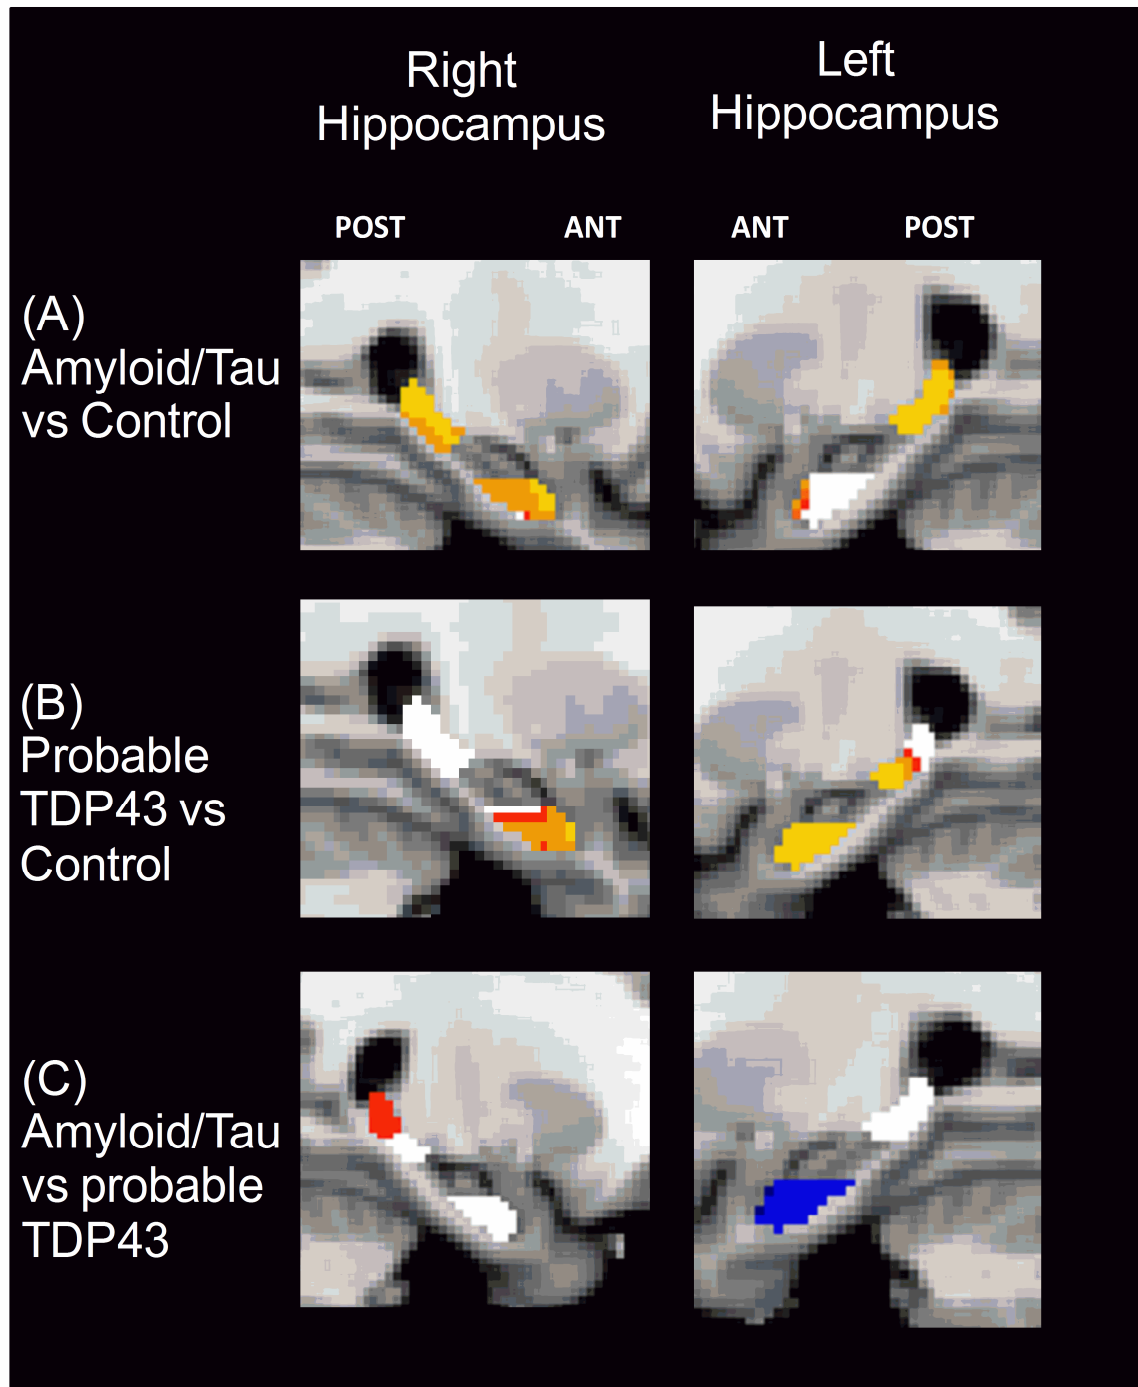 Right
Hippocampus
Left
Hippocampus
POST
ANT
ANT
POST
(A)
Amyloid/Tau
vs Control
(B)
Probable
TDP43 vs
Control
(C)
Amyloid/Tau
vs probable
TDP43